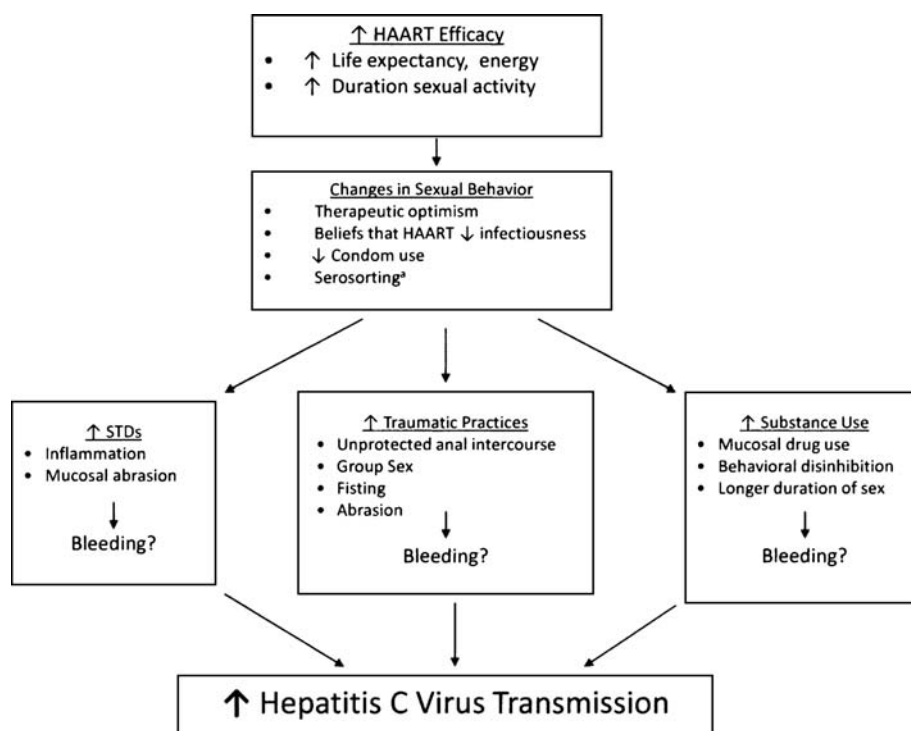 ↑ HAART Efficacy
• ↑ Life expectancy, energy
• ↑ Duration sexual activity
Changes in Sexual Behavior
• Therapeutic optimism
• Beliefs that HAART ↓ infectiousness
• ↓ Condom use
• Serosortingª
↑ STDs
• Inflammation
• Mucosal abrasion
Bleeding?
↑ Traumatic Practices
• Unprotected anal intercourse
• Group Sex
• Fisting
• Abrasion
Bleeding?
↑ Substance Use
• Mucosal drug use
• Behavioral disinhibition
• Longer duration of sex
Bleeding?
↑ Hepatitis C Virus Transmission